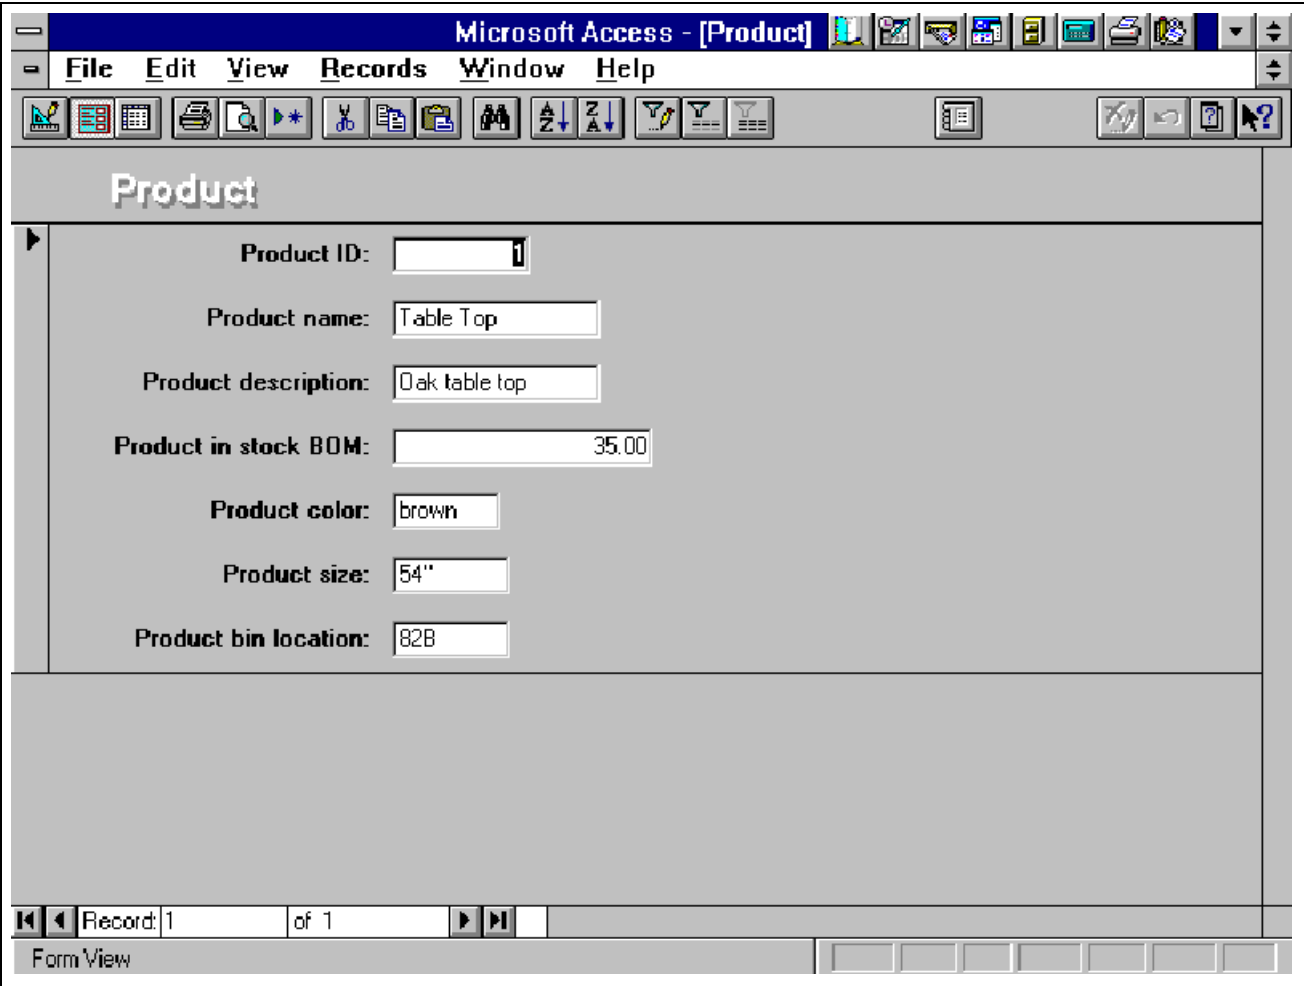 Microsoft Access - [Product]
File Edit View Records Window Help
Product
Product ID: 1
Product name: Table Top
Product description: Oak table top
Product in stock BOM: 35.00
Product color: brown
Product size: 54"
Product bin location: 82B
Record: 1 of 1
Form View